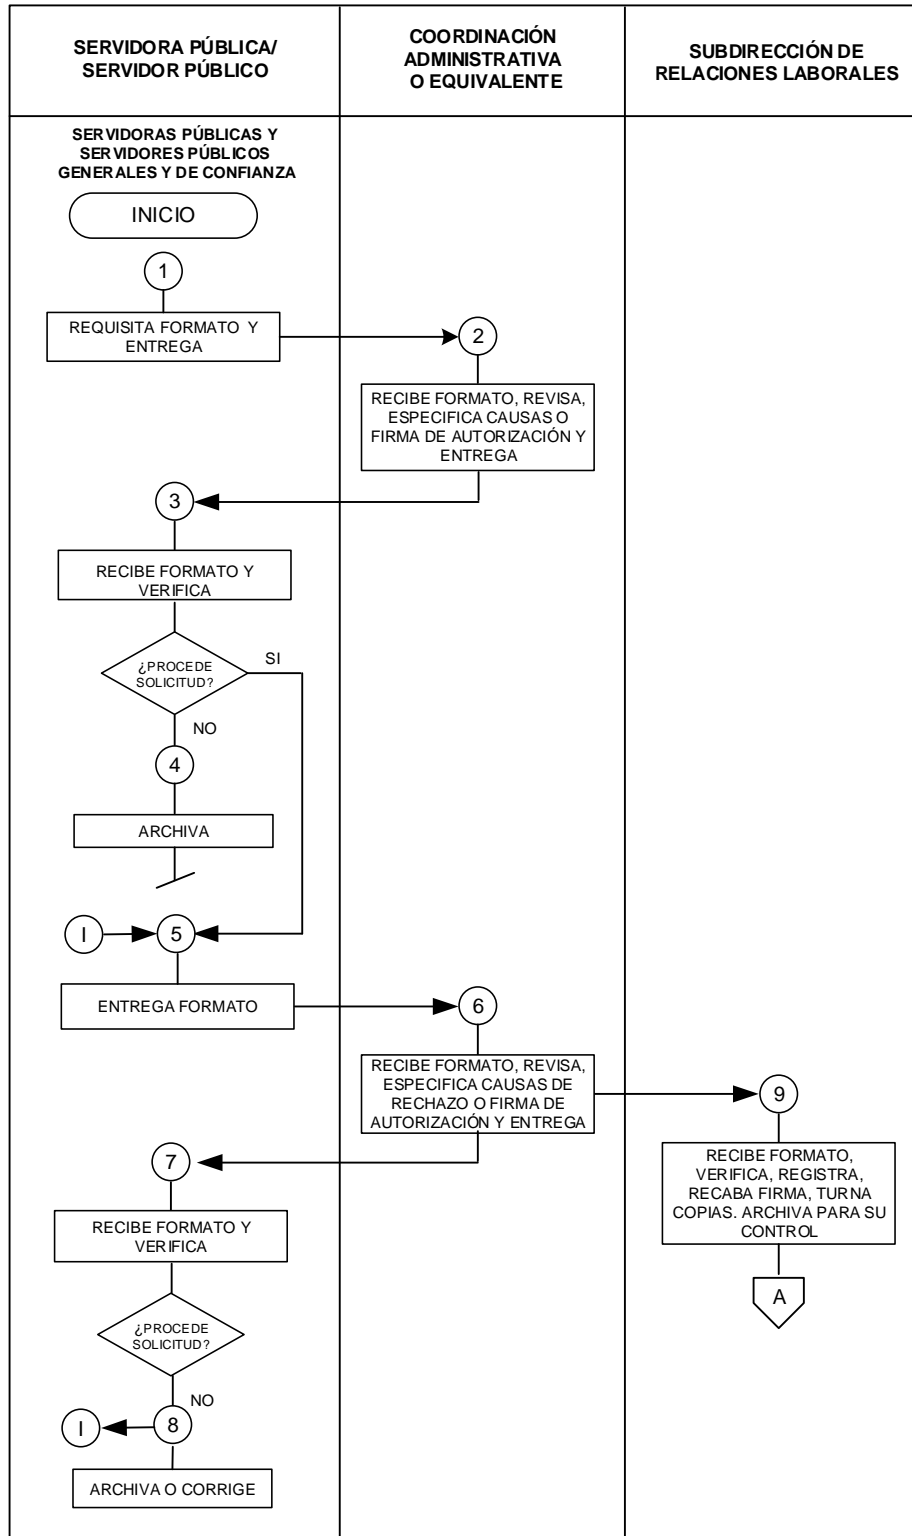 SERVIDORA PÚBLICA/
SERVIDOR PÚBLICO
COORDINACIÓN
ADMINISTRATIVA
O EQUIVALENTE
SUBDIRECCIÓN DE
RELACIONES LABORALES
SERVIDORAS PÚBLICAS Y
SERVIDORES PÚBLICOS
GENERALES Y DE CONFIANZA
INICIO
1
REQUISITA FORMATO Y
ENTREGA
2
RECIBE FORMATO, REVISA,
ESPECIFICA CAUSAS O
FIRMA DE AUTORIZACIÓN Y
ENTREGA
3
RECIBE FORMATO Y
VERIFICA
¿PROCEDE
SOLICITUD?
SI
NO
4
ARCHIVA
I
5
ENTREGA FORMATO
6
RECIBE FORMATO, REVISA,
ESPECIFICA CAUSAS DE
RECHAZO O FIRMA DE
AUTORIZACIÓN Y ENTREGA
9
RECIBE FORMATO,
VERIFICA, REGISTRA,
RECABA FIRMA, TURNA
COPIAS. ARCHIVA PARA SU
CONTROL
A
7
RECIBE FORMATO Y
VERIFICA
¿PROCEDE
SOLICITUD?
NO
I
8
ARCHIVA O CORRIGE